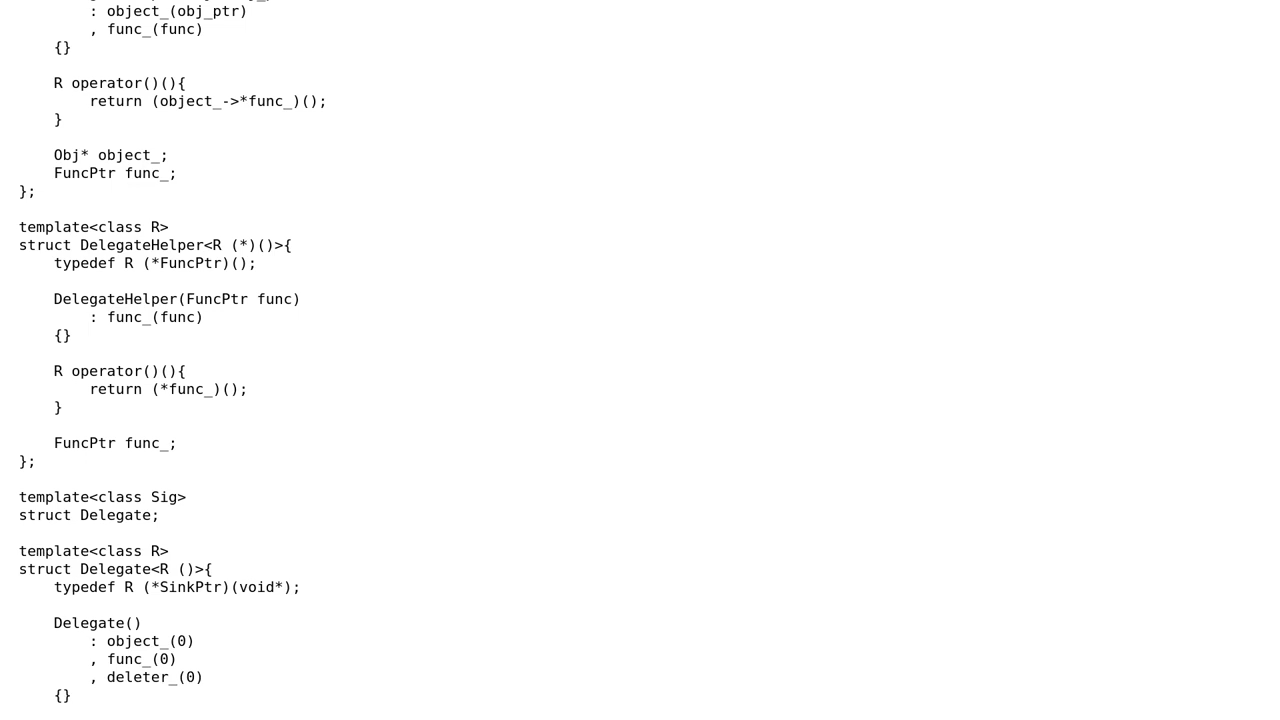 : object_(obj_ptr)
, func_(func)
{}
R operator()(){
return (object_->*func_)();
}
Obj* object_;
FuncPtr func_;
};
template<class R>
struct DelegateHelper<R (*)()>{
typedef R (*FuncPtr)();
DelegateHelper(FuncPtr func)
: func_(func)
{}
R operator()(){
return (*func_)();
}
FuncPtr func_;
};
template<class Sig>
struct Delegate;
template<class R>
struct Delegate<R ()>{
typedef R (*SinkPtr)(void*);
Delegate()
: object_(0)
, func_(0)
, deleter_(0)
{}